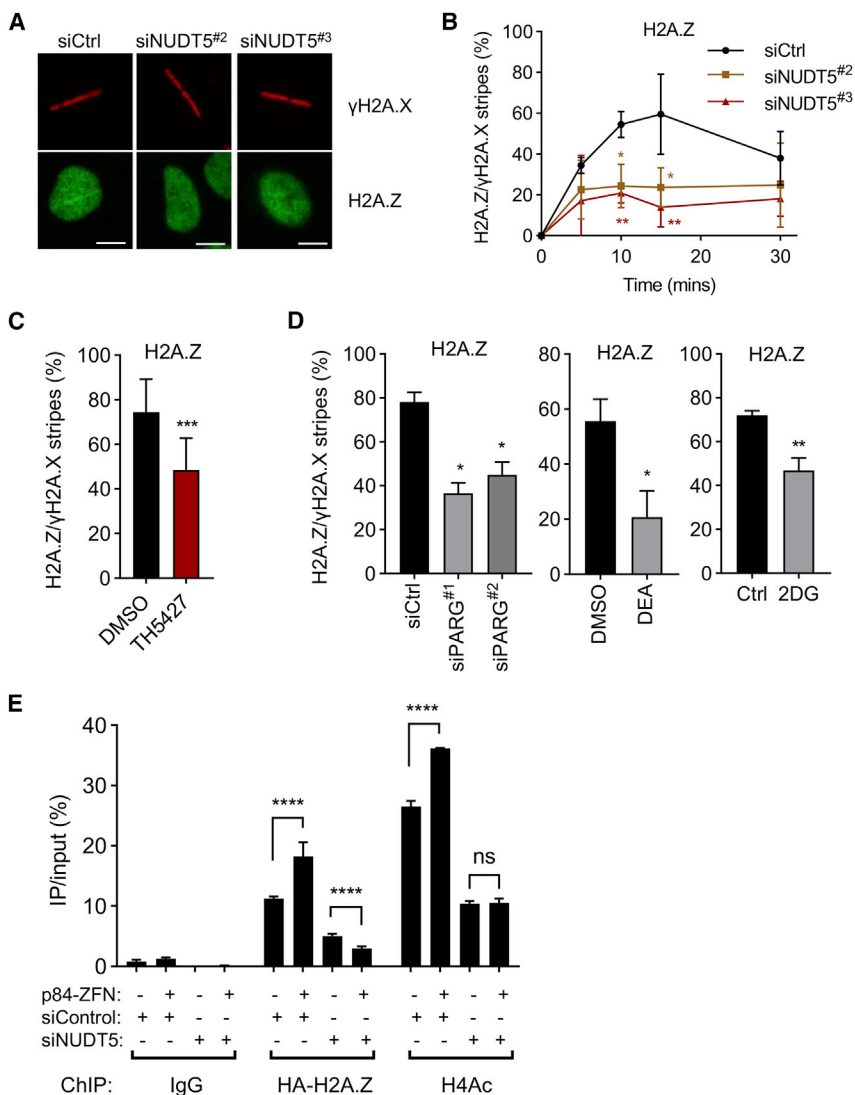 A
siCtrl siNUDT5#2 siNUDT5#3
γH2A.X
H2A.Z
B
H2A.Z
H2A.Z/γH2A.X stripes (%)
100
80
60
40
20
0
0 10 20 30
Time (mins)
siCtrl
siNUDT5#2
siNUDT5#3
* *
** **
C
H2A.Z
H2A.Z/γH2A.X stripes (%)
100
80
60
40
20
0
***
DMSO TH5427
D
H2A.Z
H2A.Z/γH2A.X stripes (%)
100
80
60
40
20
0
* *
siCtrl siPARG#1 siPARG#2
H2A.Z
80
60
40
20
0
*
DMSO DEA
H2A.Z
100
80
60
40
20
0
**
Ctrl 2DG
E
IP/input (%)
40
30
20
10
0
**** **** **** ns
p84-ZFN: - + - + - + - + - + - +
siControl: + + - - + + - - + + - -
siNUDT5: - - + + - - + + - - + +
ChIP: IgG HA-H2A.Z H4Ac